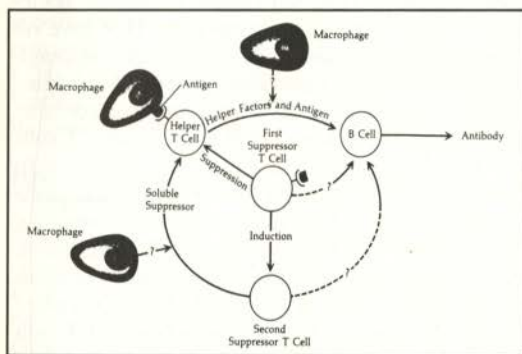 Macrophage
Macrophage
Antigen
Helper Factors and Antigen
Helper
T Cell
First
Suppressor
T Cell
B Cell
Antibody
?
Suppression
?
Soluble
Suppressor
Macrophage
?
Induction
?
Second
Suppressor T Cell